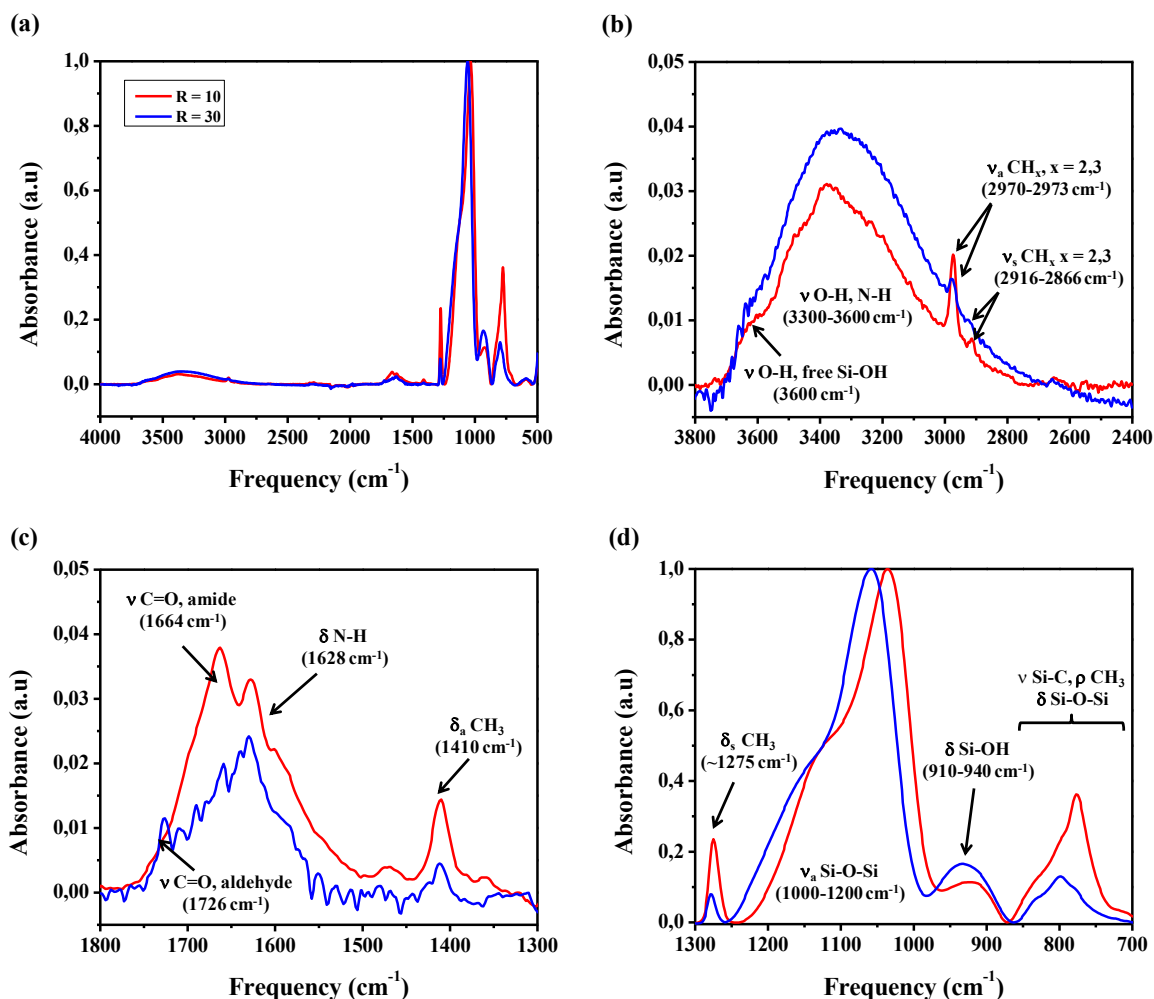 (a)
1,0
0,8
0,6
0,4
0,2
0,0
Absorbance (a.u)
R = 10
R = 30
4000 3500 3000 2500 2000 1500 1000 500
Frequency (cm-1)
(b)
0,05
0,04
0,03
0,02
0,01
0,00
Absorbance (a.u)
νa CHx, x = 2,3
(2970-2973 cm-1)
νs CHx x = 2,3
(2916-2866 cm-1)
ν O-H, N-H
(3300-3600 cm-1)
ν O-H, free Si-OH
(3600 cm-1)
3800 3600 3400 3200 3000 2800 2600 2400
Frequency (cm-1)
(c)
0,05
0,04
0,03
0,02
0,01
0,00
Absorbance (a.u)
ν C=O, amide
(1664 cm-1)
δ N-H
(1628 cm-1)
δa CH3
(1410 cm-1)
ν C=O, aldehyde
(1726 cm-1)
1800 1700 1600 1500 1400 1300
Frequency (cm-1)
(d)
1,0
0,8
0,6
0,4
0,2
0,0
Absorbance (a.u)
ν Si-C, ρ CH3
δ Si-O-Si
δs CH3
(~1275 cm-1)
δ Si-OH
(910-940 cm-1)
νa Si-O-Si
(1000-1200 cm-1)
1300 1200 1100 1000 900 800 700
Frequency (cm-1)